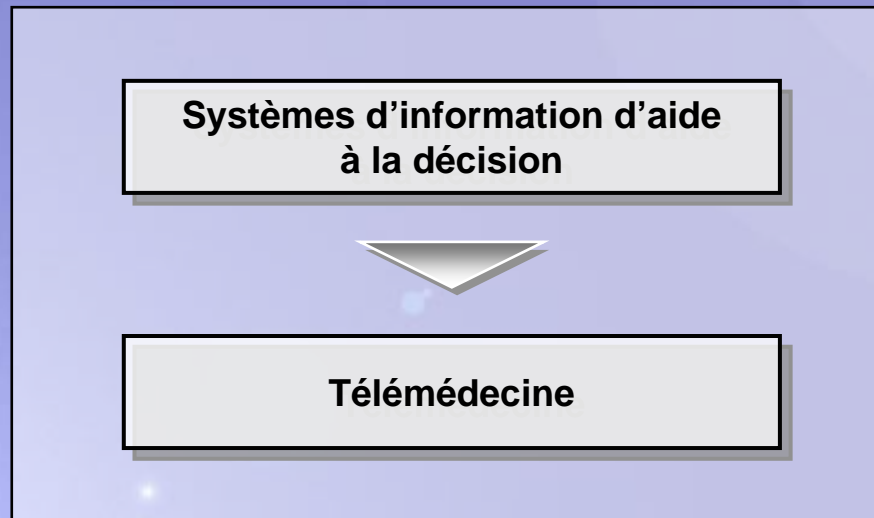 Systèmes d’information d’aide
à la décision
Télémédecine